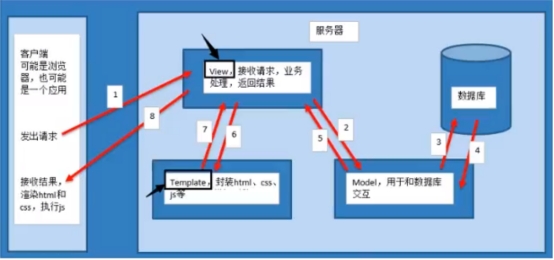 服务器
客户端
可能是浏览
器，也可能
是一个应用
发出请求
接收结果，
渲染html和
css，执行js
1
8
View，接收请求，业务
处理，返回结果
7
6
5
2
3
4
数据库
Template，封装html、css、
js等
Model，用于和数据库
交互